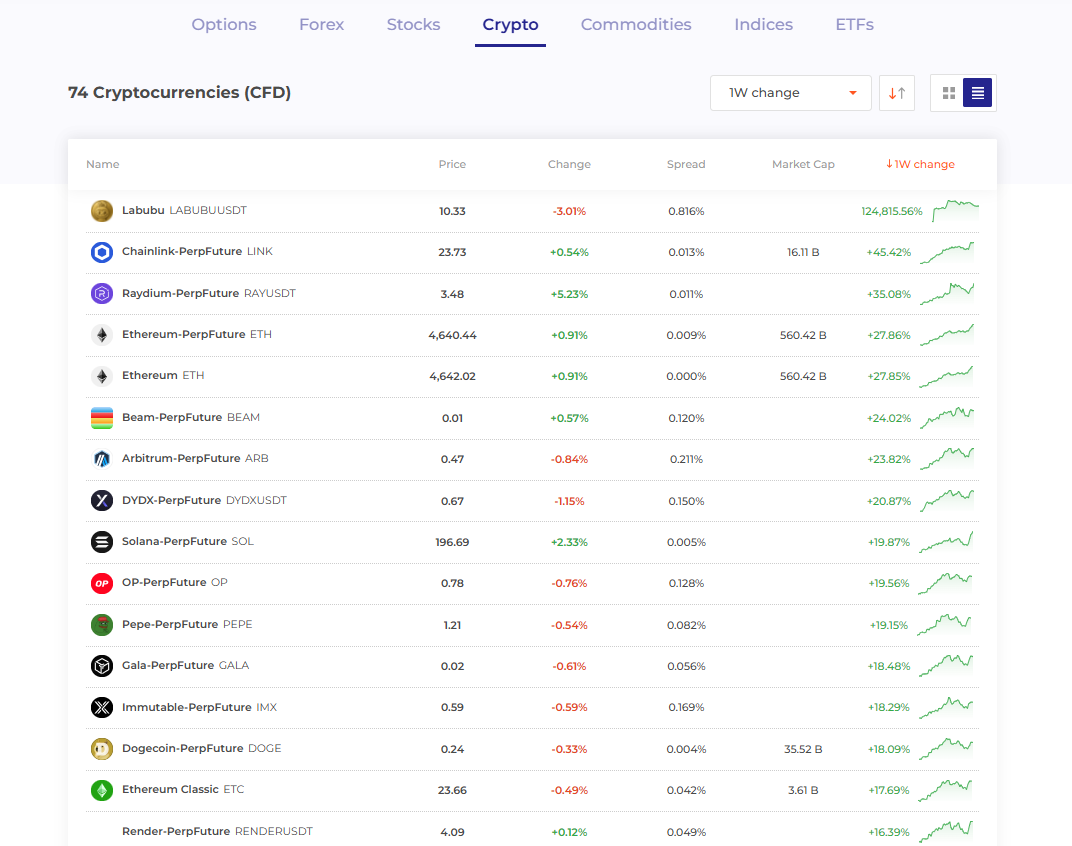 Options Forex Stocks Crypto Commodities Indices ETFs
74 Cryptocurrencies (CFD) 1W change
Name Price Change Spread Market Cap ↓ 1W change
Labubu LABUBUUSDT 10.33 -3.01% 0.816% 124,815.56%
Chainlink-PerpFuture LINK 23.73 +0.54% 0.013% 16.11 B +45.42%
Raydium-PerpFuture RAYUSDT 3.48 +5.23% 0.011% +35.08%
Ethereum-PerpFuture ETH 4,640.44 +0.91% 0.009% 560.42 B +27.86%
Ethereum ETH 4,642.02 +0.91% 0.000% 560.42 B +27.85%
Beam-PerpFuture BEAM 0.01 +0.57% 0.120% +24.02%
Arbitrum-PerpFuture ARB 0.47 -0.84% 0.211% +23.82%
DYDX-PerpFuture DYDXUSDT 0.67 -1.15% 0.150% +20.87%
Solana-PerpFuture SOL 196.69 +2.33% 0.005% +19.87%
OP OP-PerpFuture OP 0.78 -0.76% 0.128% +19.56%
Pepe-PerpFuture PEPE 1.21 -0.54% 0.082% +19.15%
Gala-PerpFuture GALA 0.02 -0.61% 0.056% +18.48%
Immutable-PerpFuture IMX 0.59 -0.59% 0.169% +18.29%
Dogecoin-PerpFuture DOGE 0.24 -0.33% 0.004% 35.52 B +18.09%
Ethereum Classic ETC 23.66 -0.49% 0.042% 3.61 B +17.69%
Render-PerpFuture RENDERUSDT 4.09 +0.12% 0.049% +16.39%